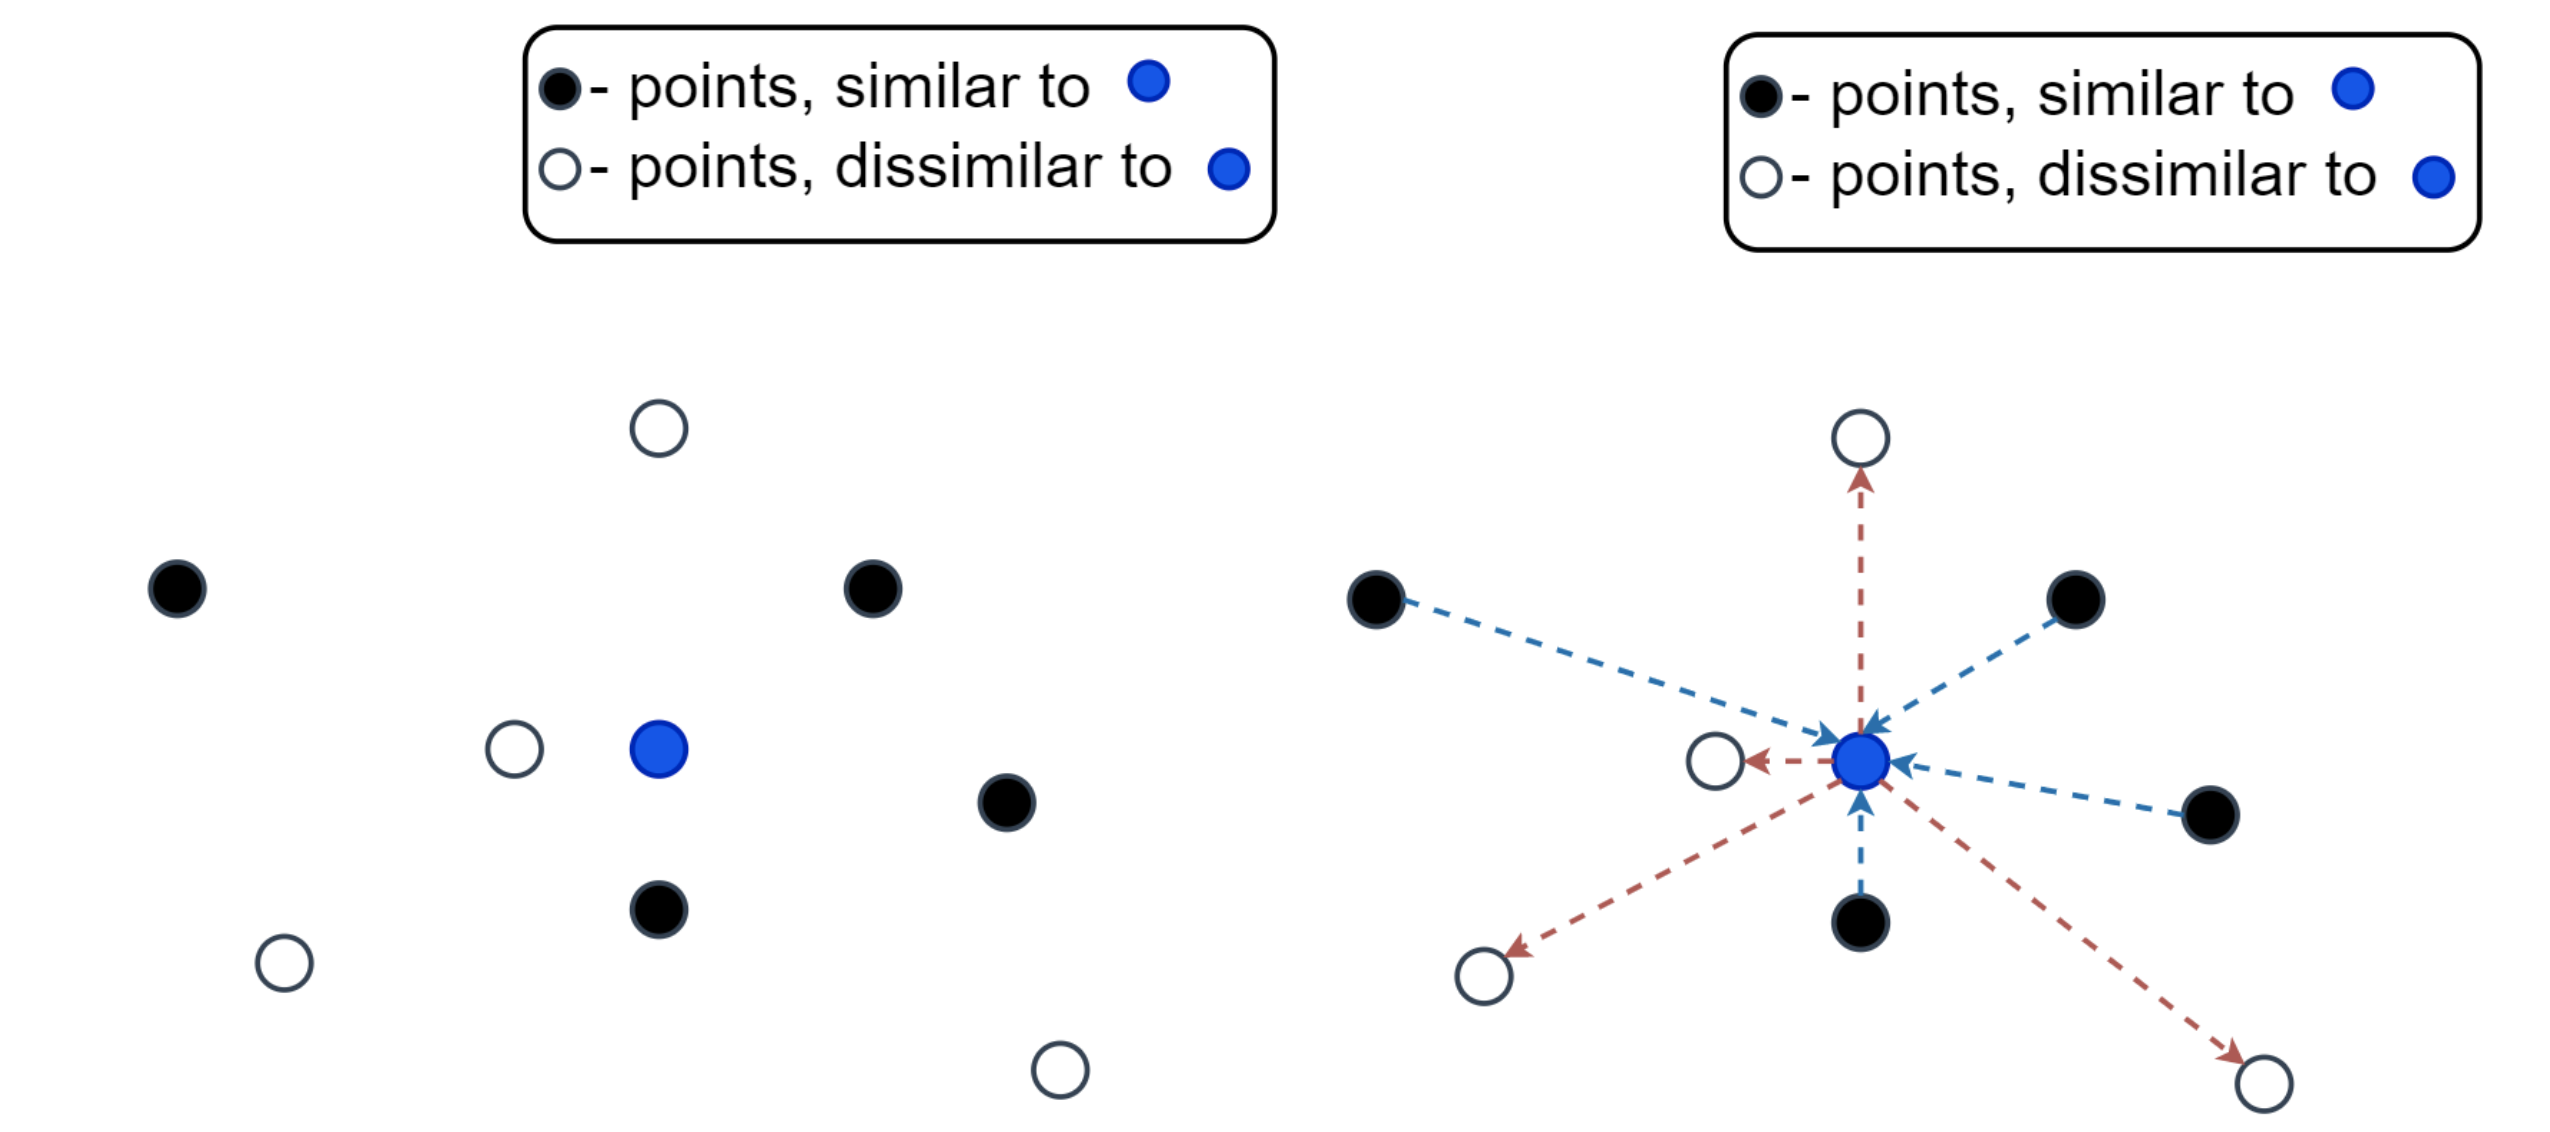 - points, similar to
- points, dissimilar to
- points, similar to
- points, dissimilar to